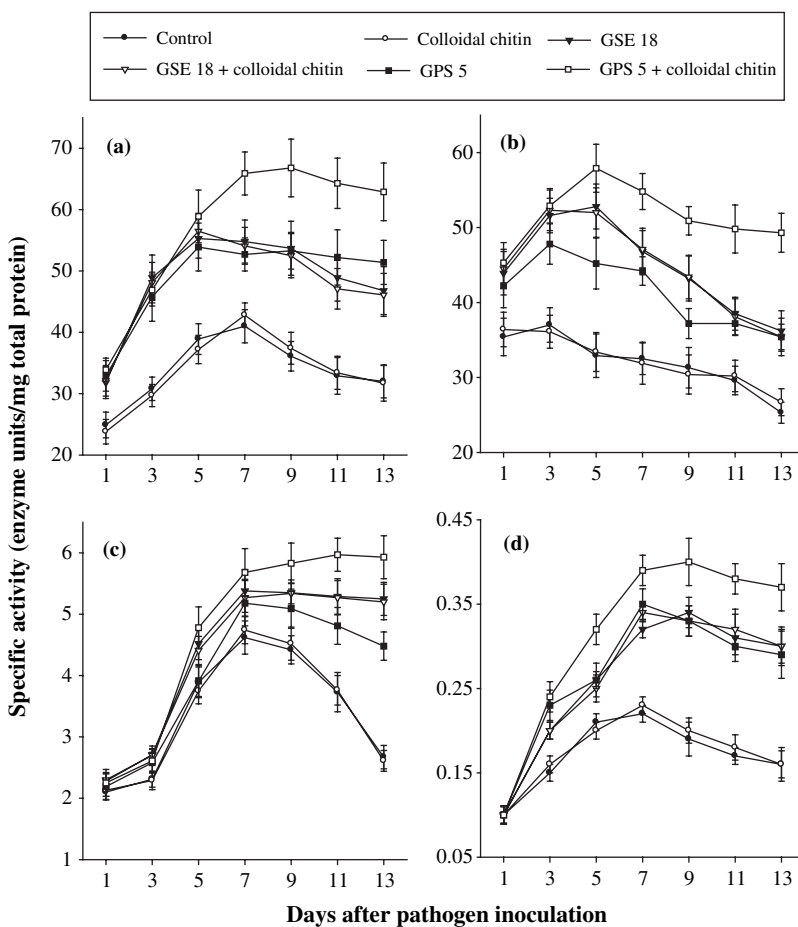 Control
Colloidal chitin
GSE 18
GSE 18 + colloidal chitin
GPS 5
GPS 5 + colloidal chitin
Specific activity (enzyme units/mg total protein)
(a)
70
60
50
40
30
20
1 3 5 7 9 11 13
(b)
60
50
40
30
20
1 3 5 7 9 11 13
(c)
6
5
4
3
2
1
1 3 5 7 9 11 13
(d)
0.45
0.35
0.25
0.15
0.05
1 3 5 7 9 11 13
Days after pathogen inoculation